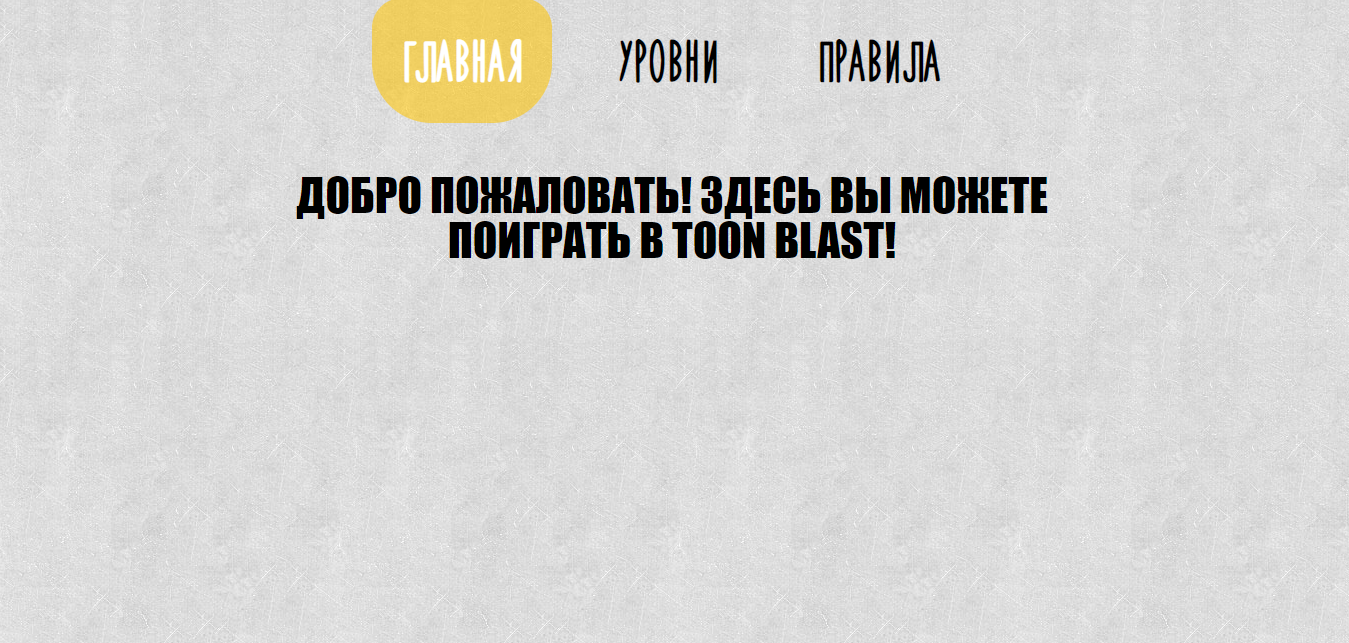 ГЛАВНАЯ УРОВНИ ПРАВИЛА
ДОБРО ПОЖАЛОВАТЬ! ЗДЕСЬ ВЫ МОЖЕТЕ
ПОИГРАТЬ В TOON BLAST!